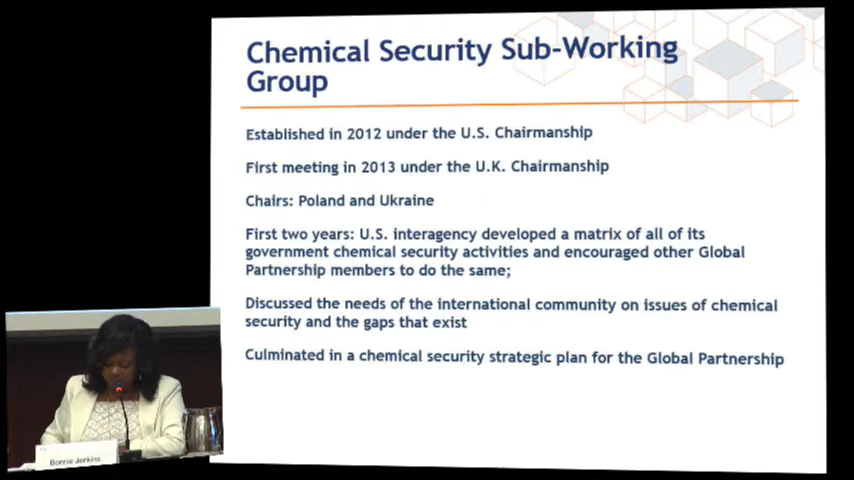 Chemical Security Sub-Working
Group
Established in 2012 under the U.S. Chairmanship
First meeting in 2013 under the U.K. Chairmanship
Chairs: Poland and Ukraine
First two years: U.S. interagency developed a matrix of all of its
government chemical security activities and encouraged other Global
Partnership members to do the same;
Discussed the needs of the international community on issues of chemical
security and the gaps that exist
Culminated in a chemical security strategic plan for the Global Partnership
Bonnie Jenkins